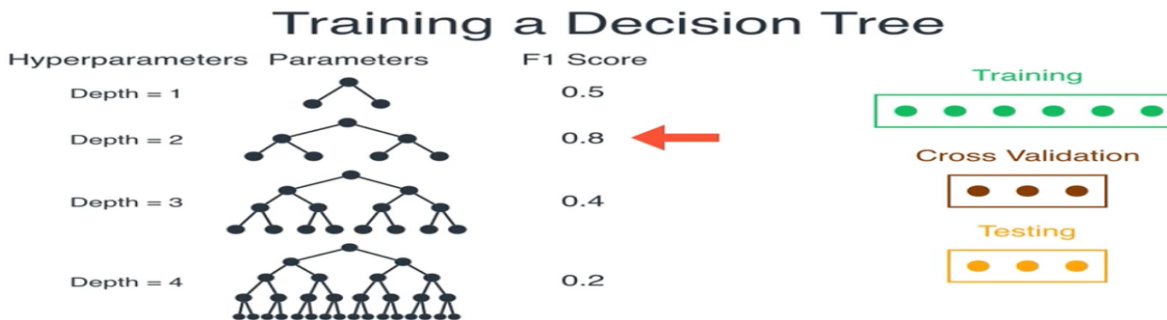 Training a Decision Tree
Hyperparameters Parameters F1 Score
Depth = 1 0.5
Depth = 2 0.8
Depth = 3 0.4
Depth = 4 0.2
Training
Cross Validation
Testing